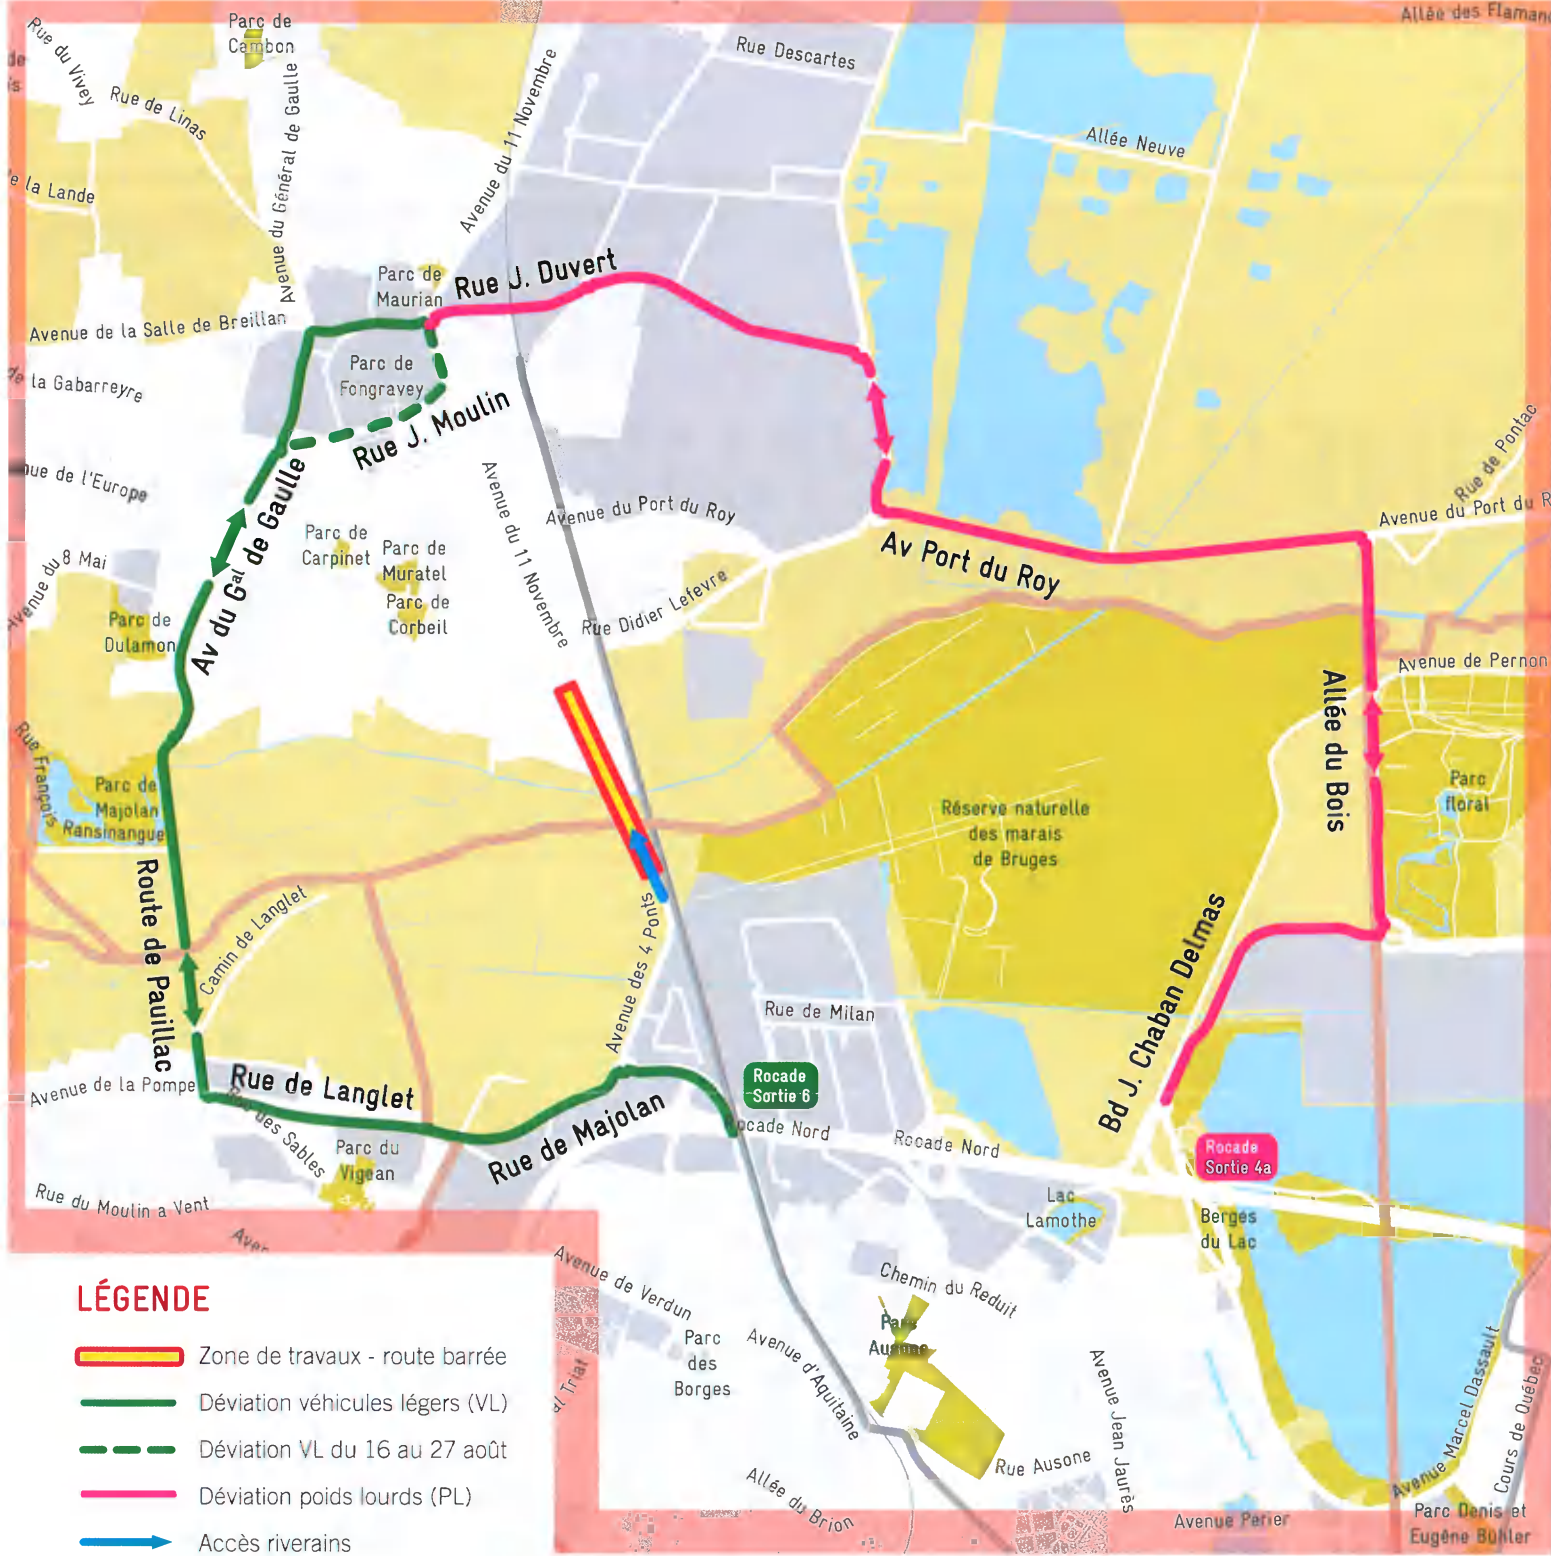 Parc de
Cambon
Allée des Flaman
Rue du Vivey
Rue de Linas
Avenue du Général de Gaulle
Avenue du 11 Novembre
Rue Descartes
Allée Neuve
de la Lande
Parc de
Maurian
Rue J. Duvert
Avenue de la Salle de Breillan
de la Gabarreyre
Parc de
Fongravey
Rue J. Moulin
nue de l'Europe
Avenue du 11 Novembre
Avenue du Port du Roy
Rue de Pontac
Avenue du Port du R
Av du Gal de Gaulle
Parc de
Carpinet
Parc de
Muratel
Parc de
Corbeil
Av Port du Roy
Avenue du 8 Mai
Parc de
Dulamon
Rue Didier Lefevre
Avenue de Pernon
Allée du Bois
Rue François
Parc de
Majolan
Ransinangue
Réserve naturelle
des marais
de Bruges
Parc
floral
Route de Pauillac
Camin de Langlet
Avenue des 4 Ponts
Rue de Milan
Bd J. Chaban Delmas
Avenue de la Pompe
Rue de Langlet
Rue des Sables
Rue de Majolan
Rocade
Sortie 6
Rocade Nord
Rocade Nord
Rocade
Sortie 4a
Parc du
Vigean
Rue du Moulin a Vent
Lac
Lamothe
Berges
du Lac
Aver
Avenue de Verdun
Parc
des
Borges
Avenue d'Aquitaine
Chemin du Reduit
Parc
Ausone
Avenue Jean Jaurès
Rue Ausone
Allée du Brion
al Triat
Avenue Marcel Dassault
Cours de Québec
Avenue Périer
Parc Denis et
Eugène Bühler
LÉGENDE
Zone de travaux - route barrée
Déviation véhicules légers (VL)
Déviation VL du 16 au 27 août
Déviation poids lourds (PL)
Accès riverains